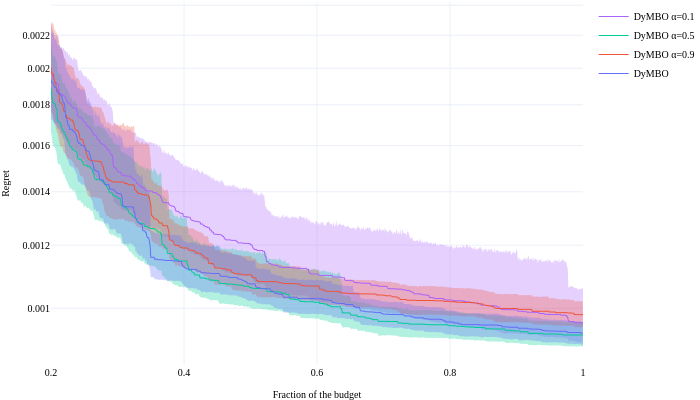 DyMBO α=0.1
DyMBO α=0.5
DyMBO α=0.9
DyMBO
0.0022
0.002
0.0018
0.0016
0.0014
0.0012
0.001
Regret
0.2
0.4
0.6
0.8
1
Fraction of the budget